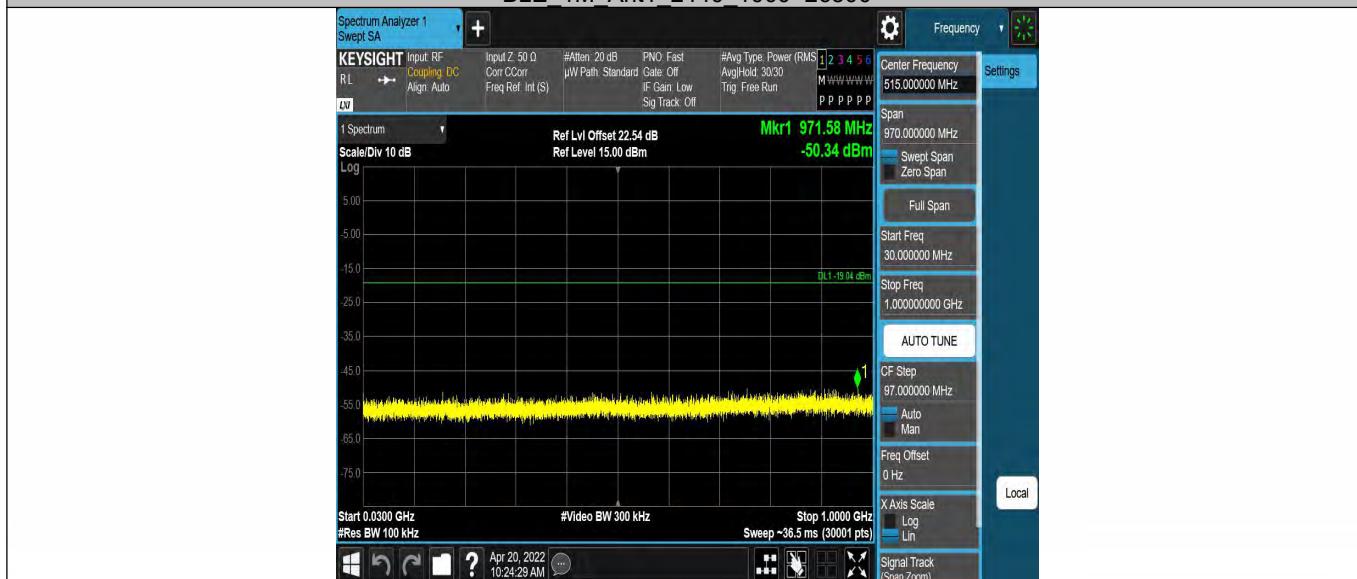 Spectrum Analyzer 1
Swept SA
+
Frequency
KEYSIGHT Input: RF
RL
Coupling: DC
Align: Auto
LXI
Input Z: 50 Ω
Corr CCorr
Freq Ref: Int (S)
#Atten: 20 dB
µW Path: Standard
PNO: Fast
Gate: Off
IF Gain: Low
Sig Track: Off
#Avg Type: Power (RMS
Avg|Hold: 30/30
Trig: Free Run
1 2 3 4 5 6
M W W W W W
P P P P P P
1 Spectrum
Scale/Div 10 dB
Log
Ref Lvl Offset 22.54 dB
Ref Level 15.00 dBm
Mkr1 971.58 MHz
-50.34 dBm
5.00
-5.00
-15.0
-25.0
-35.0
-45.0
-55.0
-65.0
-75.0
DL1 -19.04 dBm
1
Start 0.0300 GHz
#Res BW 100 kHz
#Video BW 300 kHz
Stop 1.0000 GHz
Sweep ~36.5 ms (30001 pts)
Apr 20, 2022
10:24:29 AM
Center Frequency
515.000000 MHz
Settings
Span
970.000000 MHz
Swept Span
Zero Span
Full Span
Start Freq
30.000000 MHz
Stop Freq
1.000000000 GHz
AUTO TUNE
CF Step
97.000000 MHz
Auto
Man
Freq Offset
0 Hz
X Axis Scale
Log
Lin
Local
Signal Track
(Span Zoom)